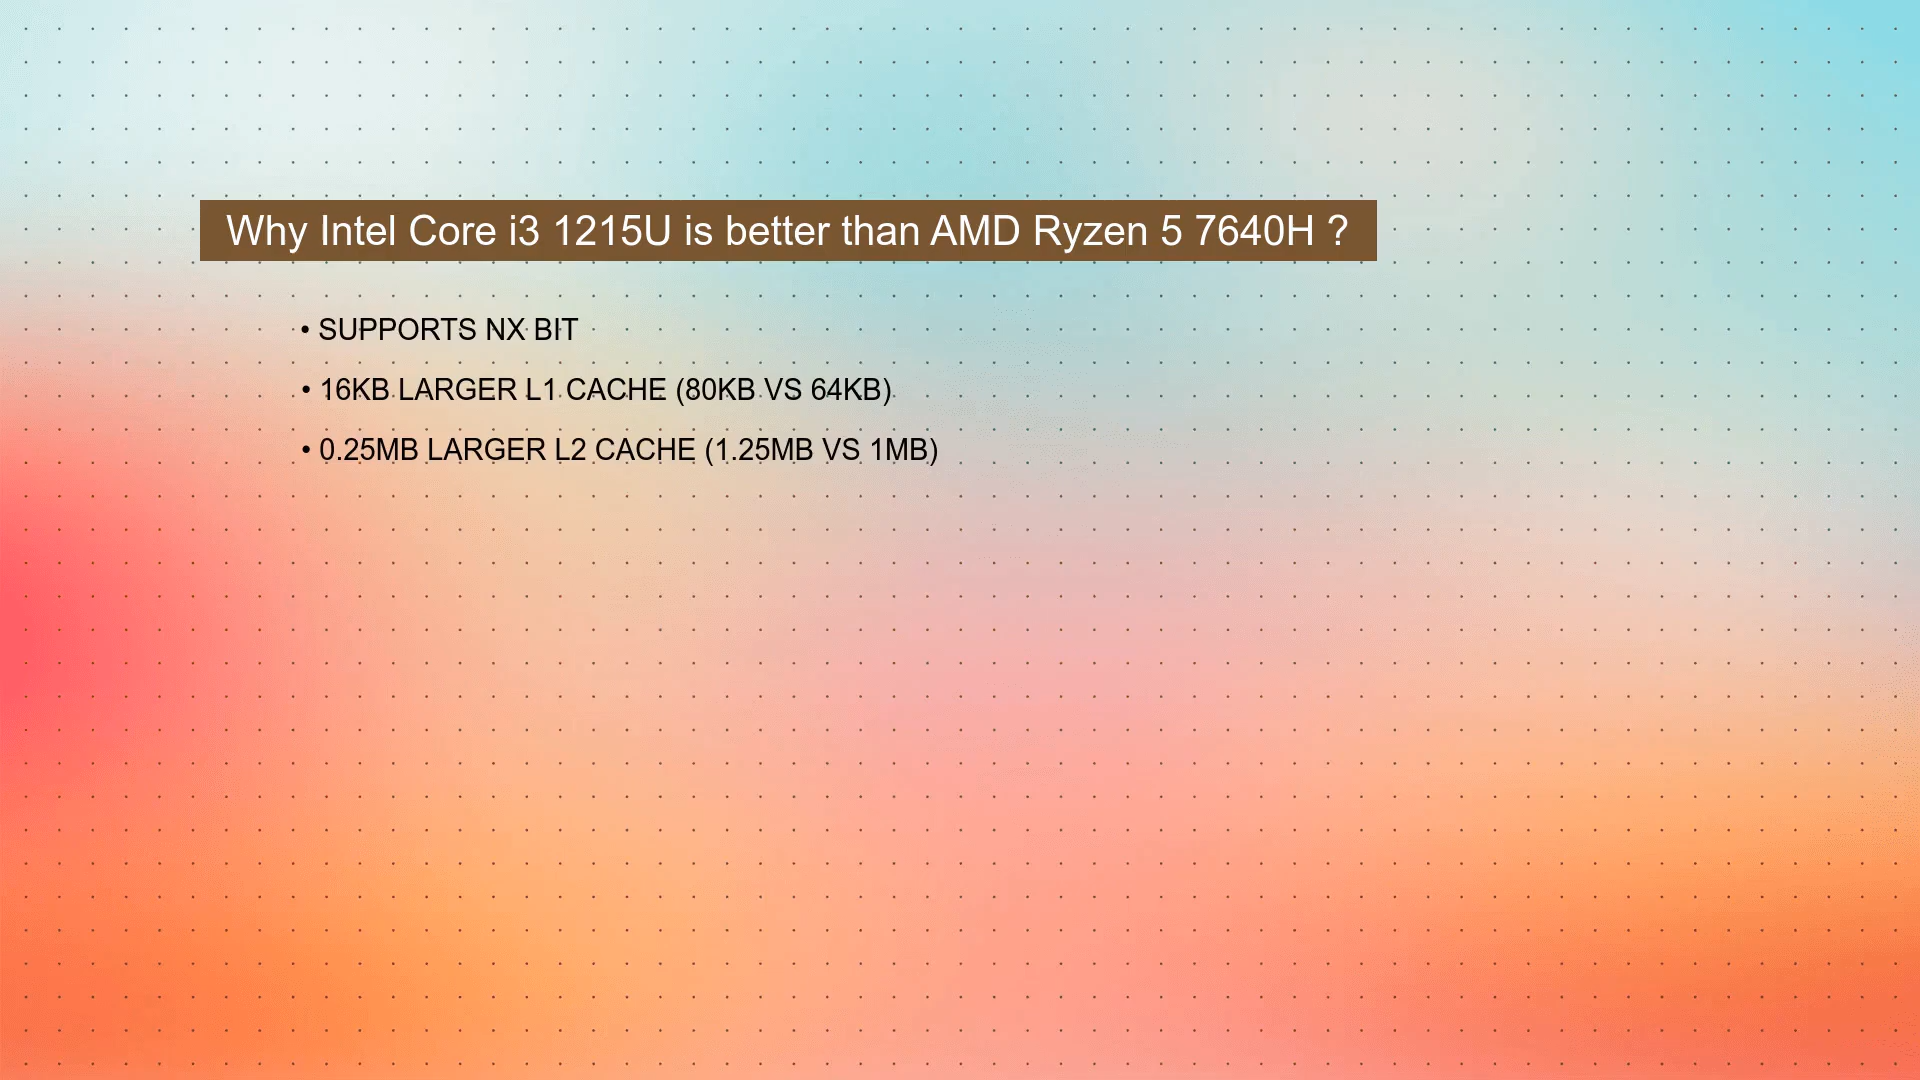 Why Intel Core i3 1215U is better than AMD Ryzen 5 7640H ?
• SUPPORTS NX BIT
• 16KB LARGER L1 CACHE (80KB VS 64KB)
• 0.25MB LARGER L2 CACHE (1.25MB VS 1MB)